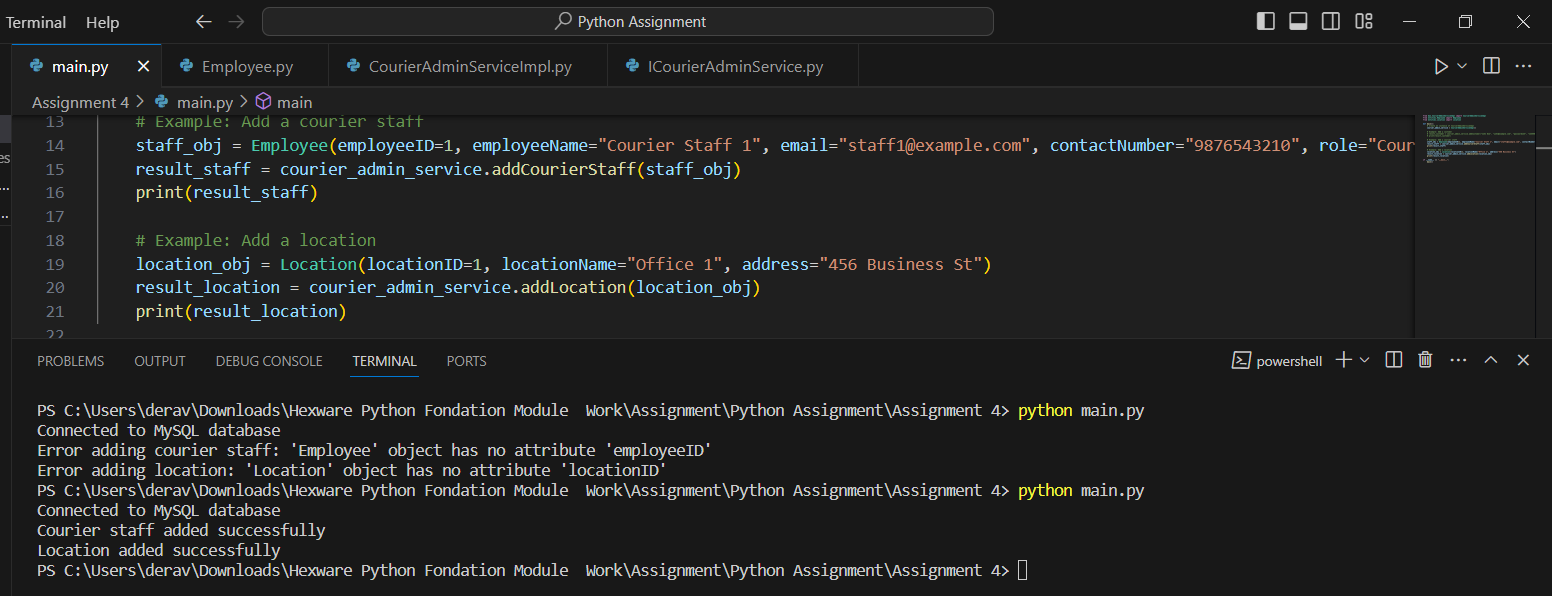 Terminal Help Python Assignment
main.py Employee.py CourierAdminServiceImpl.py ICourierAdminService.py
Assignment 4 > main.py > main
13 # Example: Add a courier staff
14 staff_obj = Employee(employeeID=1, employeeName="Courier Staff 1", email="staff1@example.com", contactNumber="9876543210", role="Cour
15 result_staff = courier_admin_service.addCourierStaff(staff_obj)
16 print(result_staff)
17
18 # Example: Add a location
19 location_obj = Location(locationID=1, locationName="Office 1", address="456 Business St")
20 result_location = courier_admin_service.addLocation(location_obj)
21 print(result_location)
22
PROBLEMS OUTPUT DEBUG CONSOLE TERMINAL PORTS powershell
PS C:\Users\derav\Downloads\Hexware Python Fondation Module  Work\Assignment\Python Assignment\Assignment 4> python main.py
Connected to MySQL database
Error adding courier staff: 'Employee' object has no attribute 'employeeID'
Error adding location: 'Location' object has no attribute 'locationID'
PS C:\Users\derav\Downloads\Hexware Python Fondation Module  Work\Assignment\Python Assignment\Assignment 4> python main.py
Connected to MySQL database
Courier staff added successfully
Location added successfully
PS C:\Users\derav\Downloads\Hexware Python Fondation Module  Work\Assignment\Python Assignment\Assignment 4>